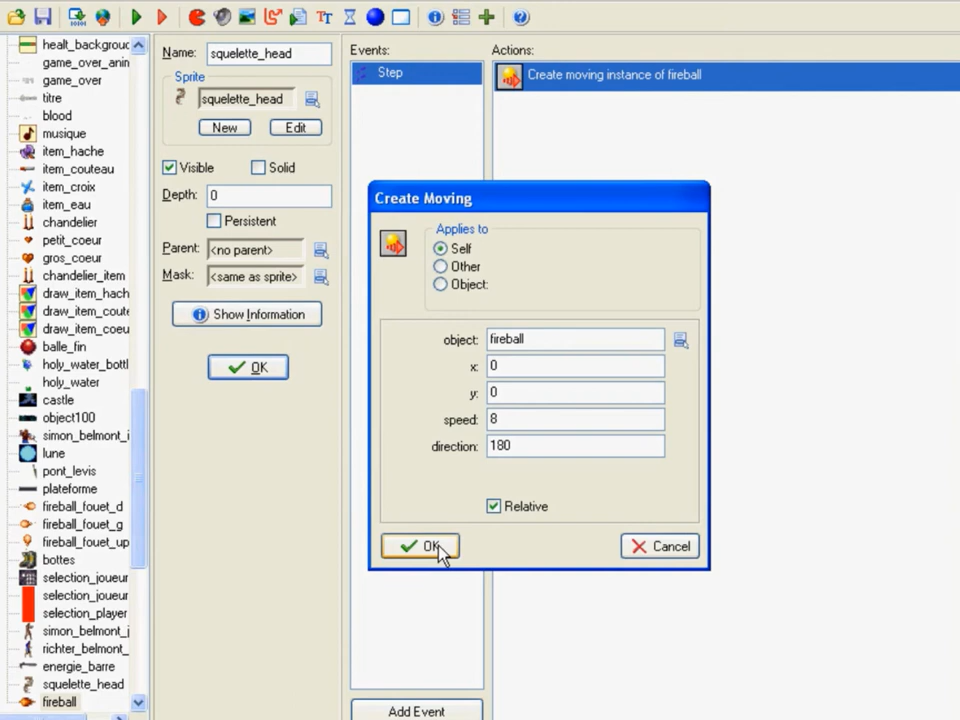 healt_backgrounc
game_over_anin
game_over
titre
blood
musique
item_hache
item_couteau
item_croix
item_eau
chandelier
petit_coeur
gros_coeur
chandelier_item
draw_item_hach
draw_item_coute
draw_item_coeu
balle_fin
holy_water_bottl
holy_water
castle
object100
simon_belmont_i
lune
pont_levis
plateforme
fireball_fouet_d
fireball_fouet_g
fireball_fouet_up
bottes
selection_joueur
selection_joueur
selection_player
simon_belmont_j
richter_belmont_
energie_barre
squelette_head
fireball
Name: squelette_head
Sprite
squelette_head
New Edit
Visible Solid
Depth: 0
Persistent
Parent: <no parent>
Mask: <same as sprite>
Show Information
OK
Events:
Step
Add Event
Actions:
Create moving instance of fireball
Create Moving
Applies to
Self
Other
Object:
object: fireball
x: 0
y: 0
speed: 8
direction: 180
Relative
OK Cancel